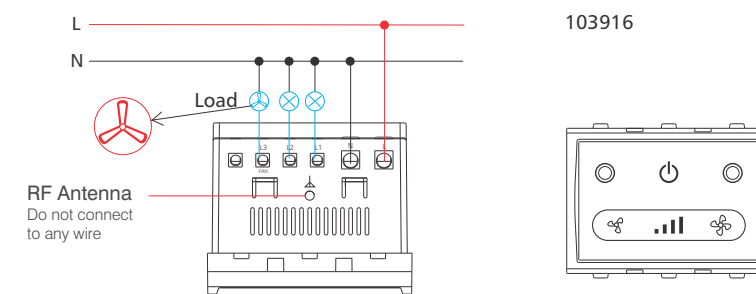 L
103916
N
Load
L3
L2
L1
N
L
FAN
RF Antenna
Do not connect
to any wire